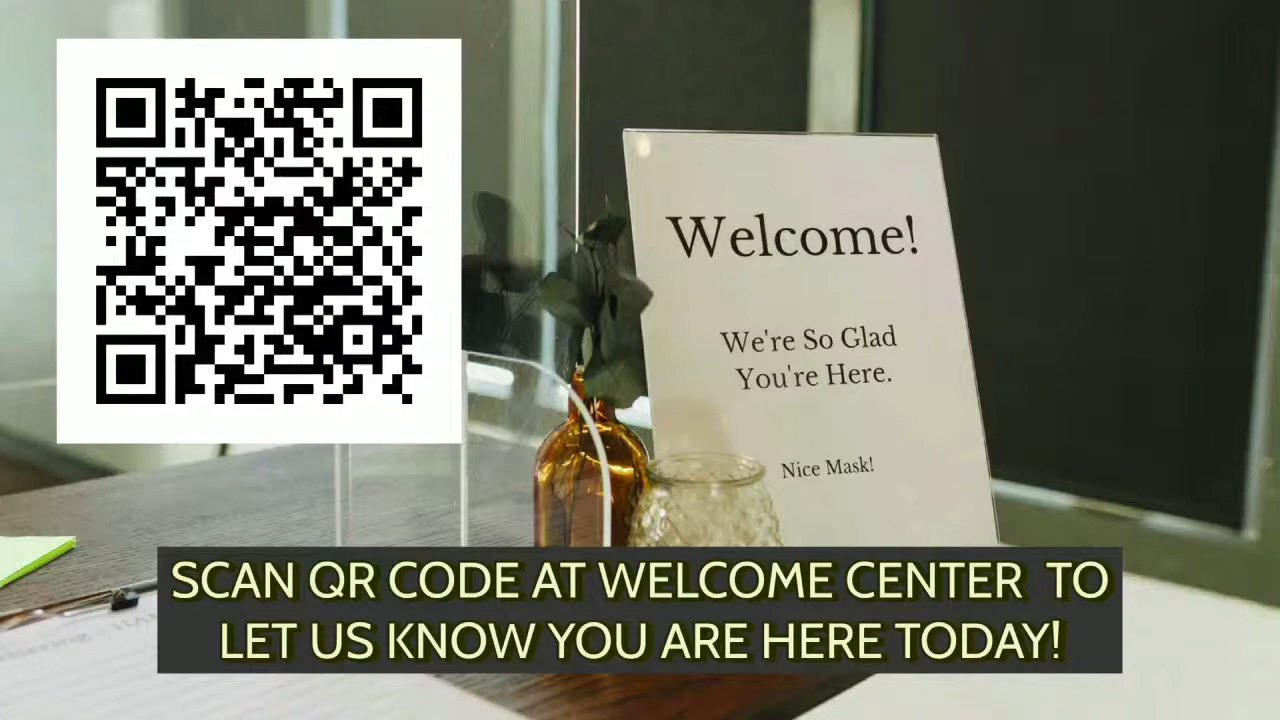 Welcome!
We're So Glad
You're Here.
Nice Mask!
SCAN QR CODE AT WELCOME CENTER TO
LET US KNOW YOU ARE HERE TODAY!